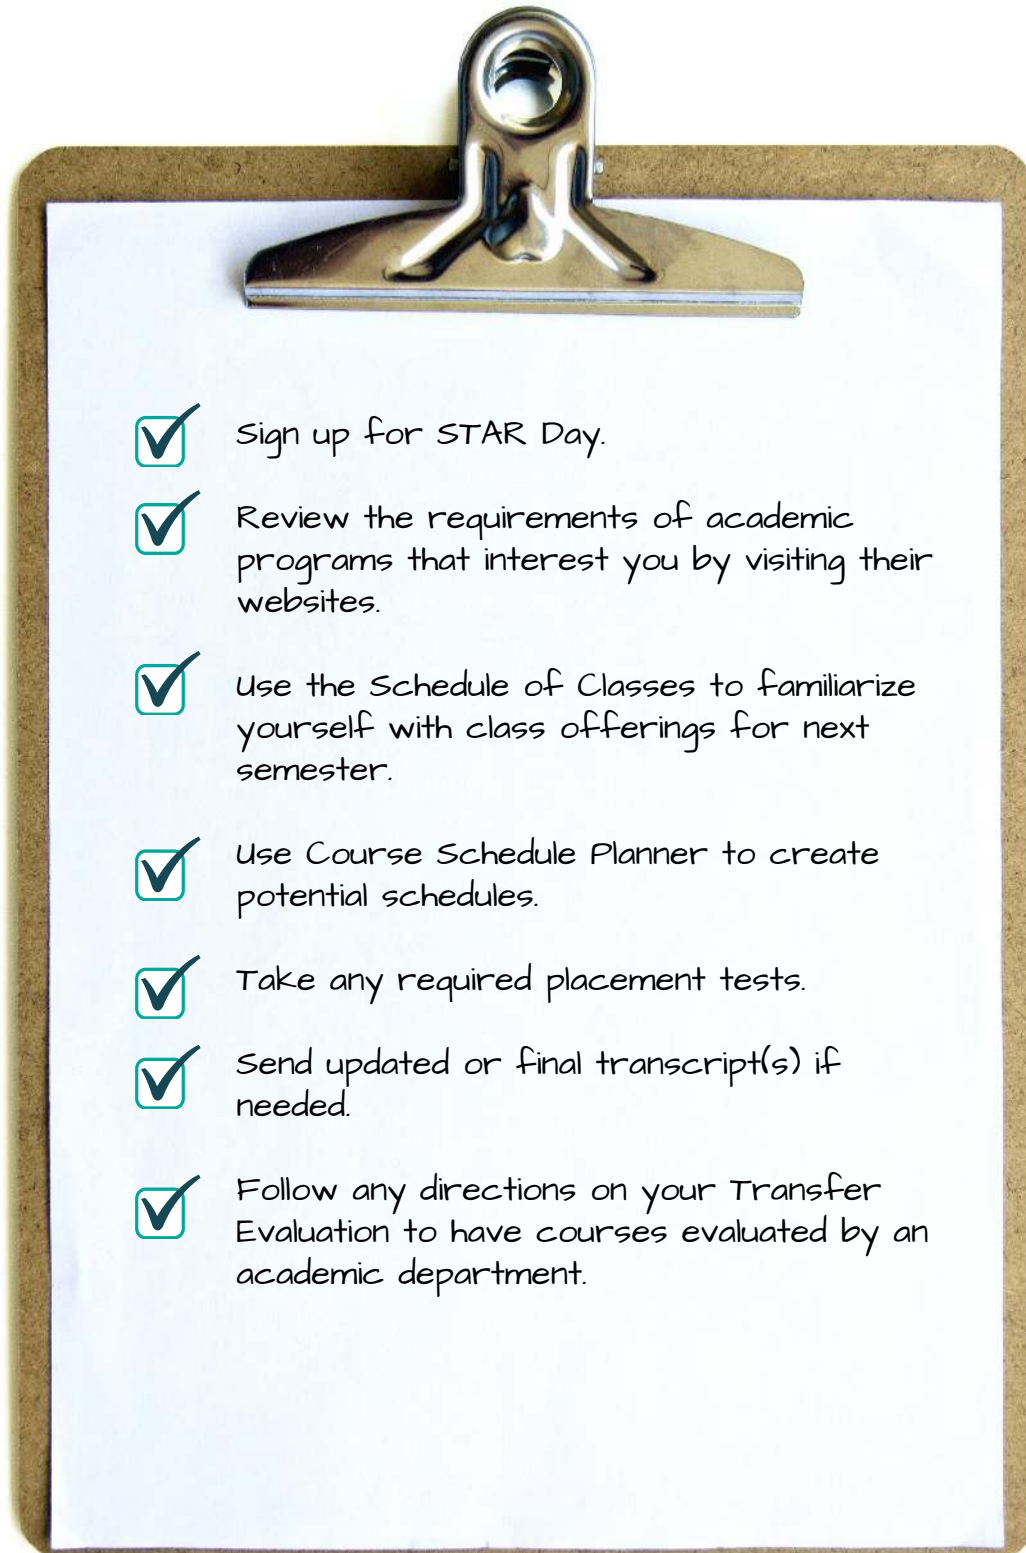 Sign up for STAR Day.
Review the requirements of academic
programs that interest you by visiting their
websites.
Use the Schedule of Classes to familiarize
yourself with class offerings for next
semester.
Use Course Schedule Planner to create
potential schedules.
Take any required placement tests.
Send updated or final transcript(s) if
needed.
Follow any directions on your Transfer
Evaluation to have courses evaluated by an
academic department.